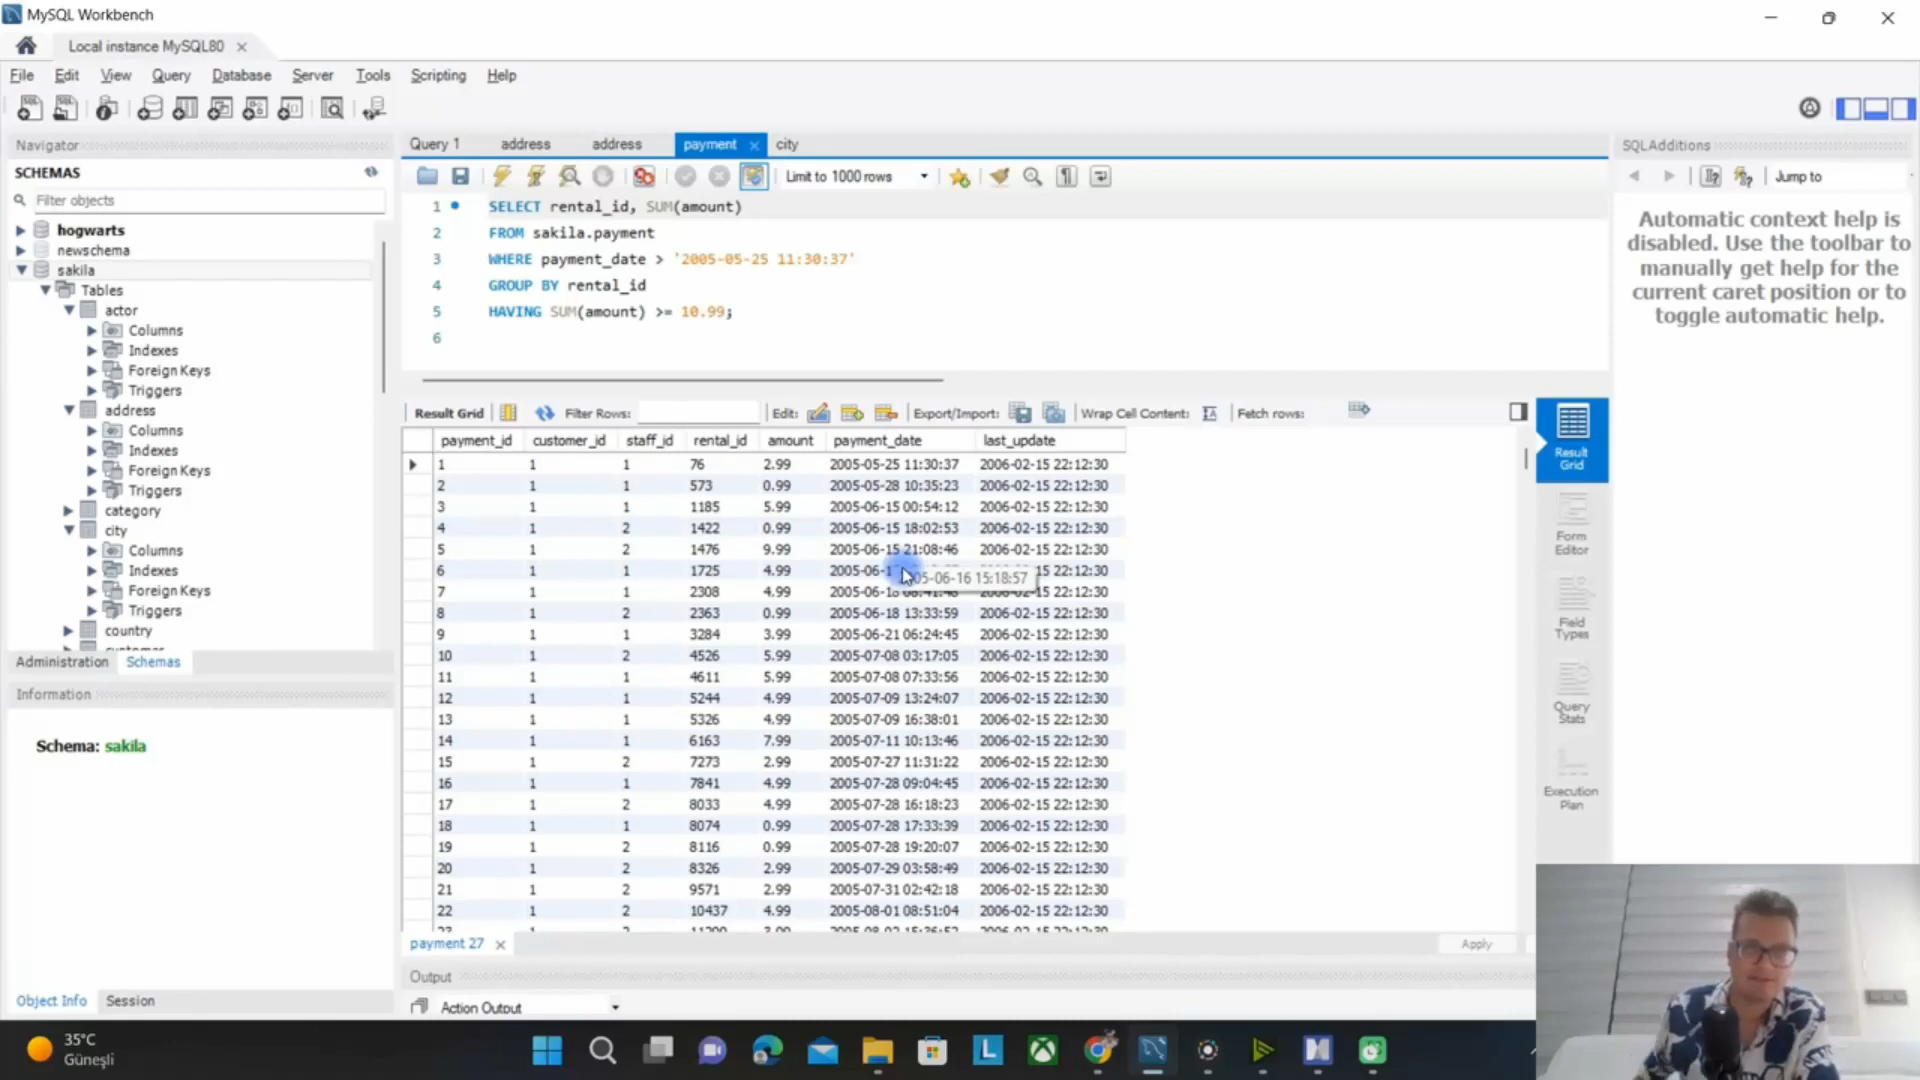 MySQL Workbench
Local instance MySQL80
File Edit View Query Database Server Tools Scripting Help
Navigator
SCHEMAS
Filter objects
hogwarts
newschema
sakila
Tables
actor
Columns
Indexes
Foreign Keys
Triggers
address
Columns
Indexes
Foreign Keys
Triggers
category
city
Columns
Indexes
Foreign Keys
Triggers
country
Administration Schemas
Information
Schema: sakila
Object Info Session
Query 1 address address payment city
Limit to 1000 rows
1 SELECT rental_id, SUM(amount)
2 FROM sakila.payment
3 WHERE payment_date > '2005-05-25 11:30:37'
4 GROUP BY rental_id
5 HAVING SUM(amount) >= 10.99;
6
Result Grid Filter Rows: Edit: Export/Import: Wrap Cell Content: Fetch rows:
payment_id customer_id staff_id rental_id amount payment_date last_update
1 1 1 76 2.99 2005-05-25 11:30:37 2006-02-15 22:12:30
2 1 1 573 0.99 2005-05-28 10:35:23 2006-02-15 22:12:30
3 1 1 1185 5.99 2005-06-15 00:54:12 2006-02-15 22:12:30
4 1 2 1422 0.99 2005-06-15 18:02:53 2006-02-15 22:12:30
5 1 2 1476 9.99 2005-06-15 21:08:46 2006-02-15 22:12:30
6 1 1 1725 4.99 2005-06-1 05-06-16 15:18:57 22:12:30
7 1 1 2308 4.99 2005-06-18 08:41:48 2006-02-15 22:12:30
8 1 2 2363 0.99 2005-06-18 13:33:59 2006-02-15 22:12:30
9 1 1 3284 3.99 2005-06-21 06:24:45 2006-02-15 22:12:30
10 1 2 4526 5.99 2005-07-08 03:17:05 2006-02-15 22:12:30
11 1 1 4611 5.99 2005-07-08 07:33:56 2006-02-15 22:12:30
12 1 1 5244 4.99 2005-07-09 13:24:07 2006-02-15 22:12:30
13 1 1 5326 4.99 2005-07-09 16:38:01 2006-02-15 22:12:30
14 1 1 6163 7.99 2005-07-11 10:13:46 2006-02-15 22:12:30
15 1 2 7273 2.99 2005-07-27 11:31:22 2006-02-15 22:12:30
16 1 1 7841 4.99 2005-07-28 09:04:45 2006-02-15 22:12:30
17 1 2 8033 4.99 2005-07-28 16:18:23 2006-02-15 22:12:30
18 1 1 8074 0.99 2005-07-28 17:33:39 2006-02-15 22:12:30
19 1 2 8116 0.99 2005-07-28 19:20:07 2006-02-15 22:12:30
20 1 2 8326 2.99 2005-07-29 03:58:49 2006-02-15 22:12:30
21 1 2 9571 2.99 2005-07-31 02:42:18 2006-02-15 22:12:30
22 1 2 10437 4.99 2005-08-01 08:51:04 2006-02-15 22:12:30
payment 27
Apply
Output
Action Output
Result Grid
Form Editor
Field Types
Query Stats
Execution Plan
SQLAdditions
Jump to
Automatic context help is
disabled. Use the toolbar to
manually get help for the
current caret position or to
toggle automatic help.
35°C
Güneşli